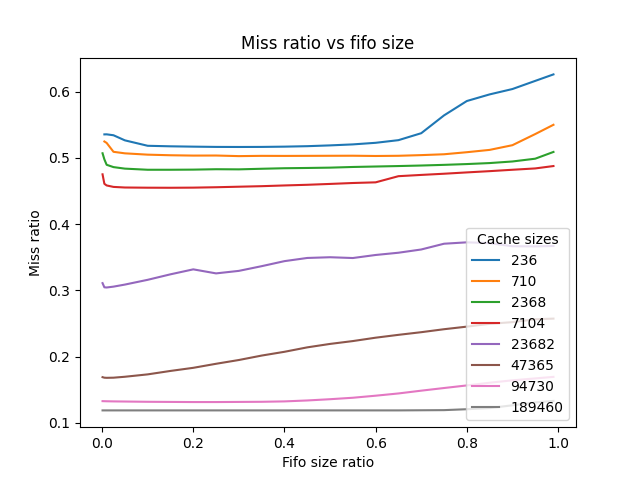 Miss ratio vs fifo size
Miss ratio
0.6
0.5
0.4
0.3
0.2
0.1
Cache sizes
236
710
2368
7104
23682
47365
94730
189460
0.0 0.2 0.4 0.6 0.8 1.0
Fifo size ratio